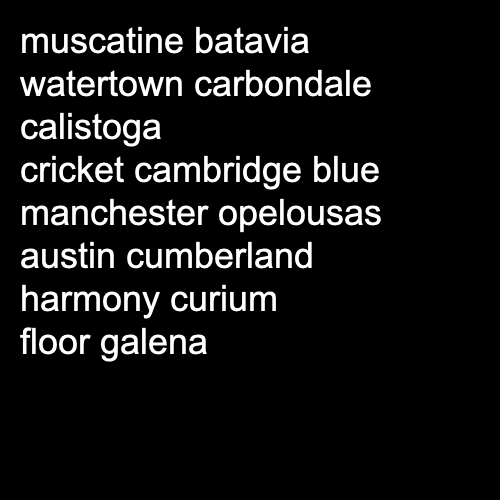 muscatine batavia
watertown carbondale
calistoga
cricket cambridge blue
manchester opelousas
austin cumberland
harmony curium
floor galena